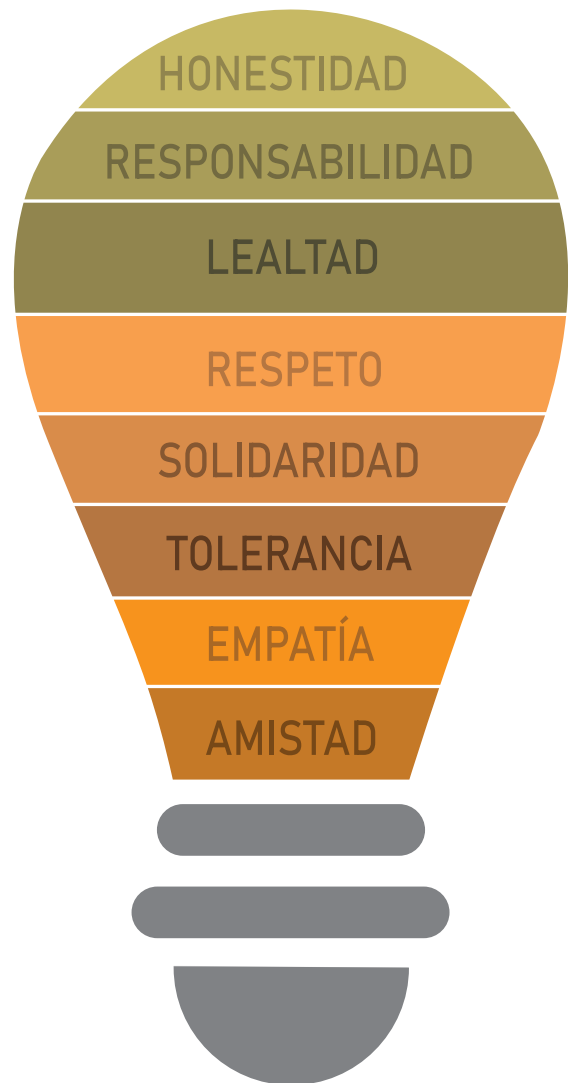 HONESTIDAD
RESPONSABILIDAD
LEALTAD
RESPETO
SOLIDARIDAD
TOLERANCIA
EMPATÍA
AMISTAD